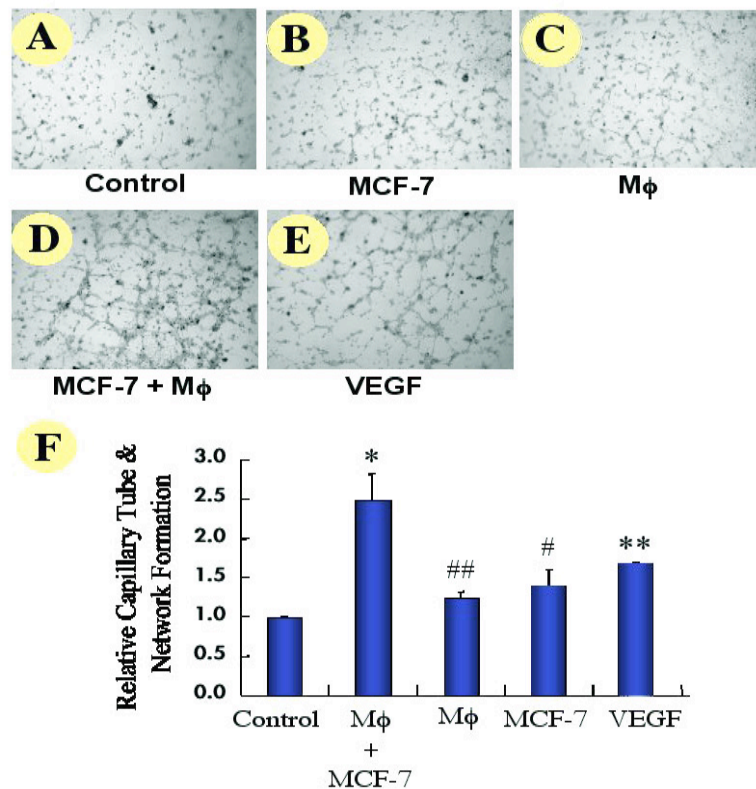 A
B
C
Control
MCF-7
Mϕ
D
E
MCF-7 + Mϕ
VEGF
F
Relative Capillary Tube &
Network Formation
3.0
2.5
2.0
1.5
1.0
0.5
0.0
*
##
#
**
Control
Mϕ
+
MCF-7
Mϕ
MCF-7
VEGF